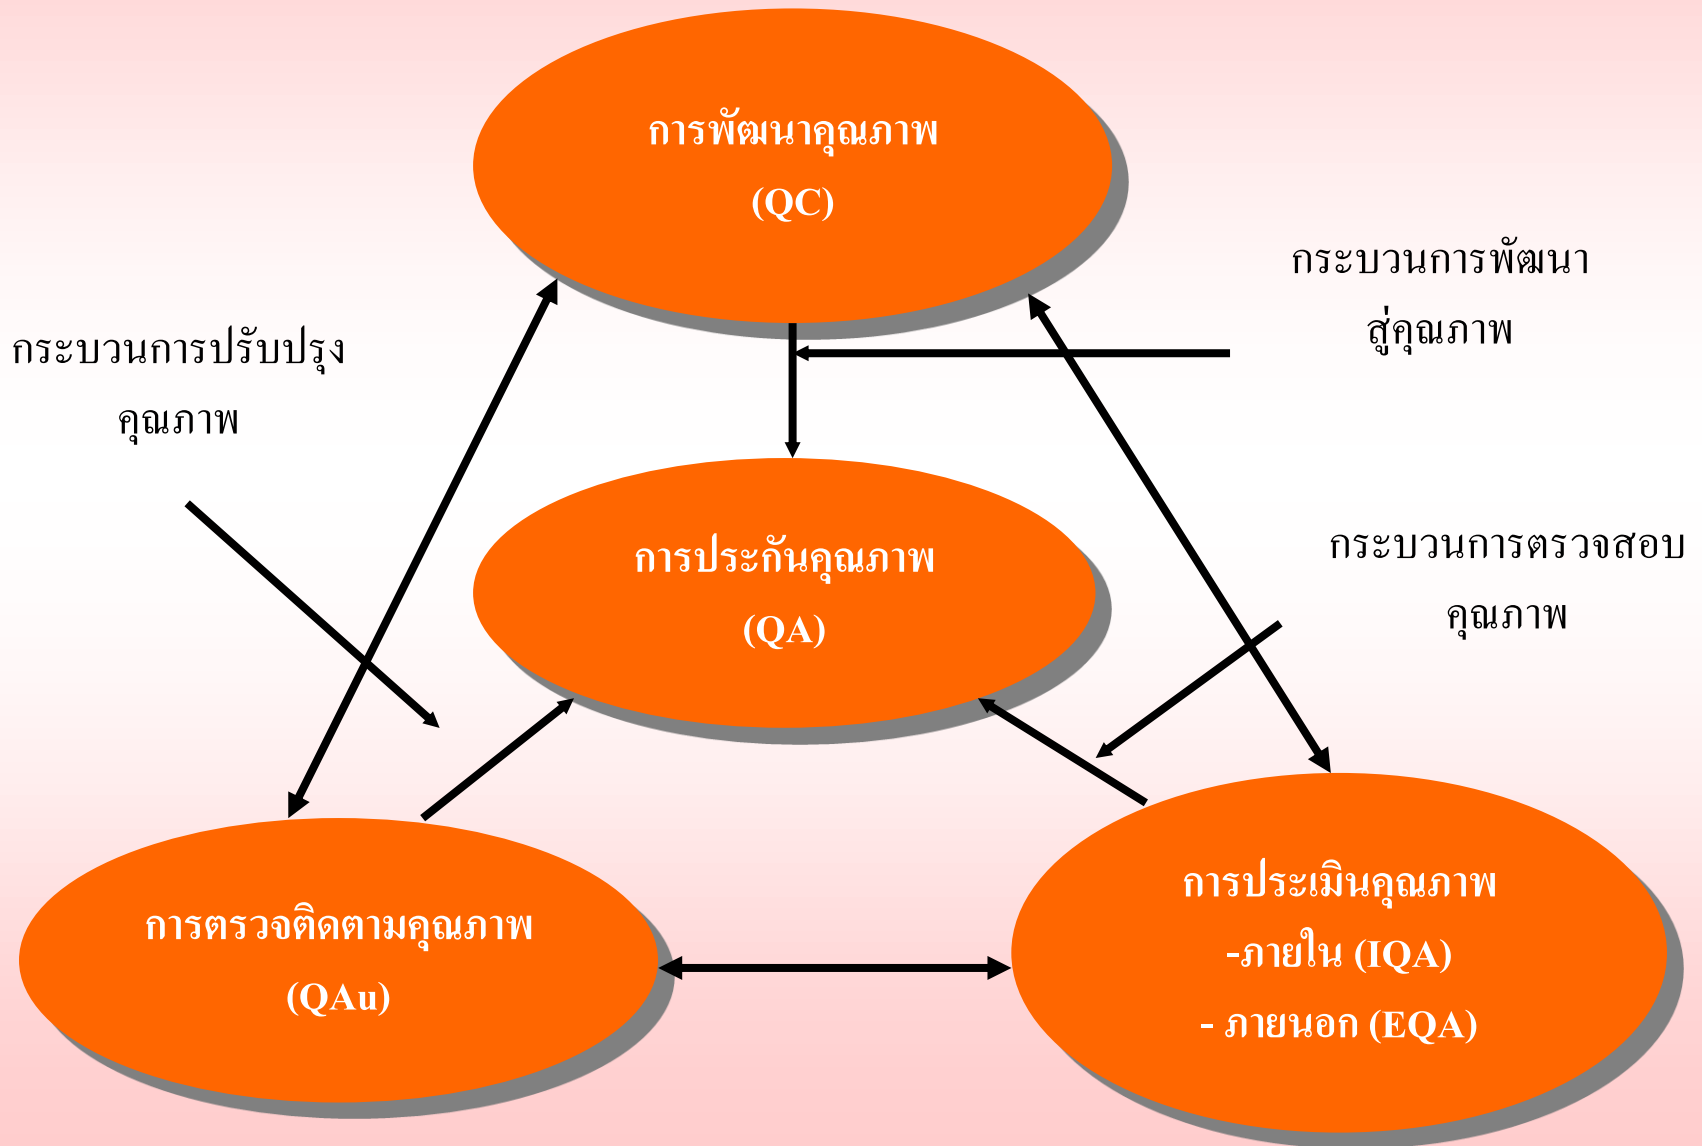 การพัฒนาคุณภาพ
(QC)
กระบวนการพัฒนา
สู่คุณภาพ
กระบวนการปรับปรุง
คุณภาพ
การประกันคุณภาพ
(QA)
กระบวนการตรวจสอบ
คุณภาพ
การตรวจติดตามคุณภาพ
(QAu)
การประเมินคุณภาพ
-ภายใน (IQA)
- ภายนอก (EQA)